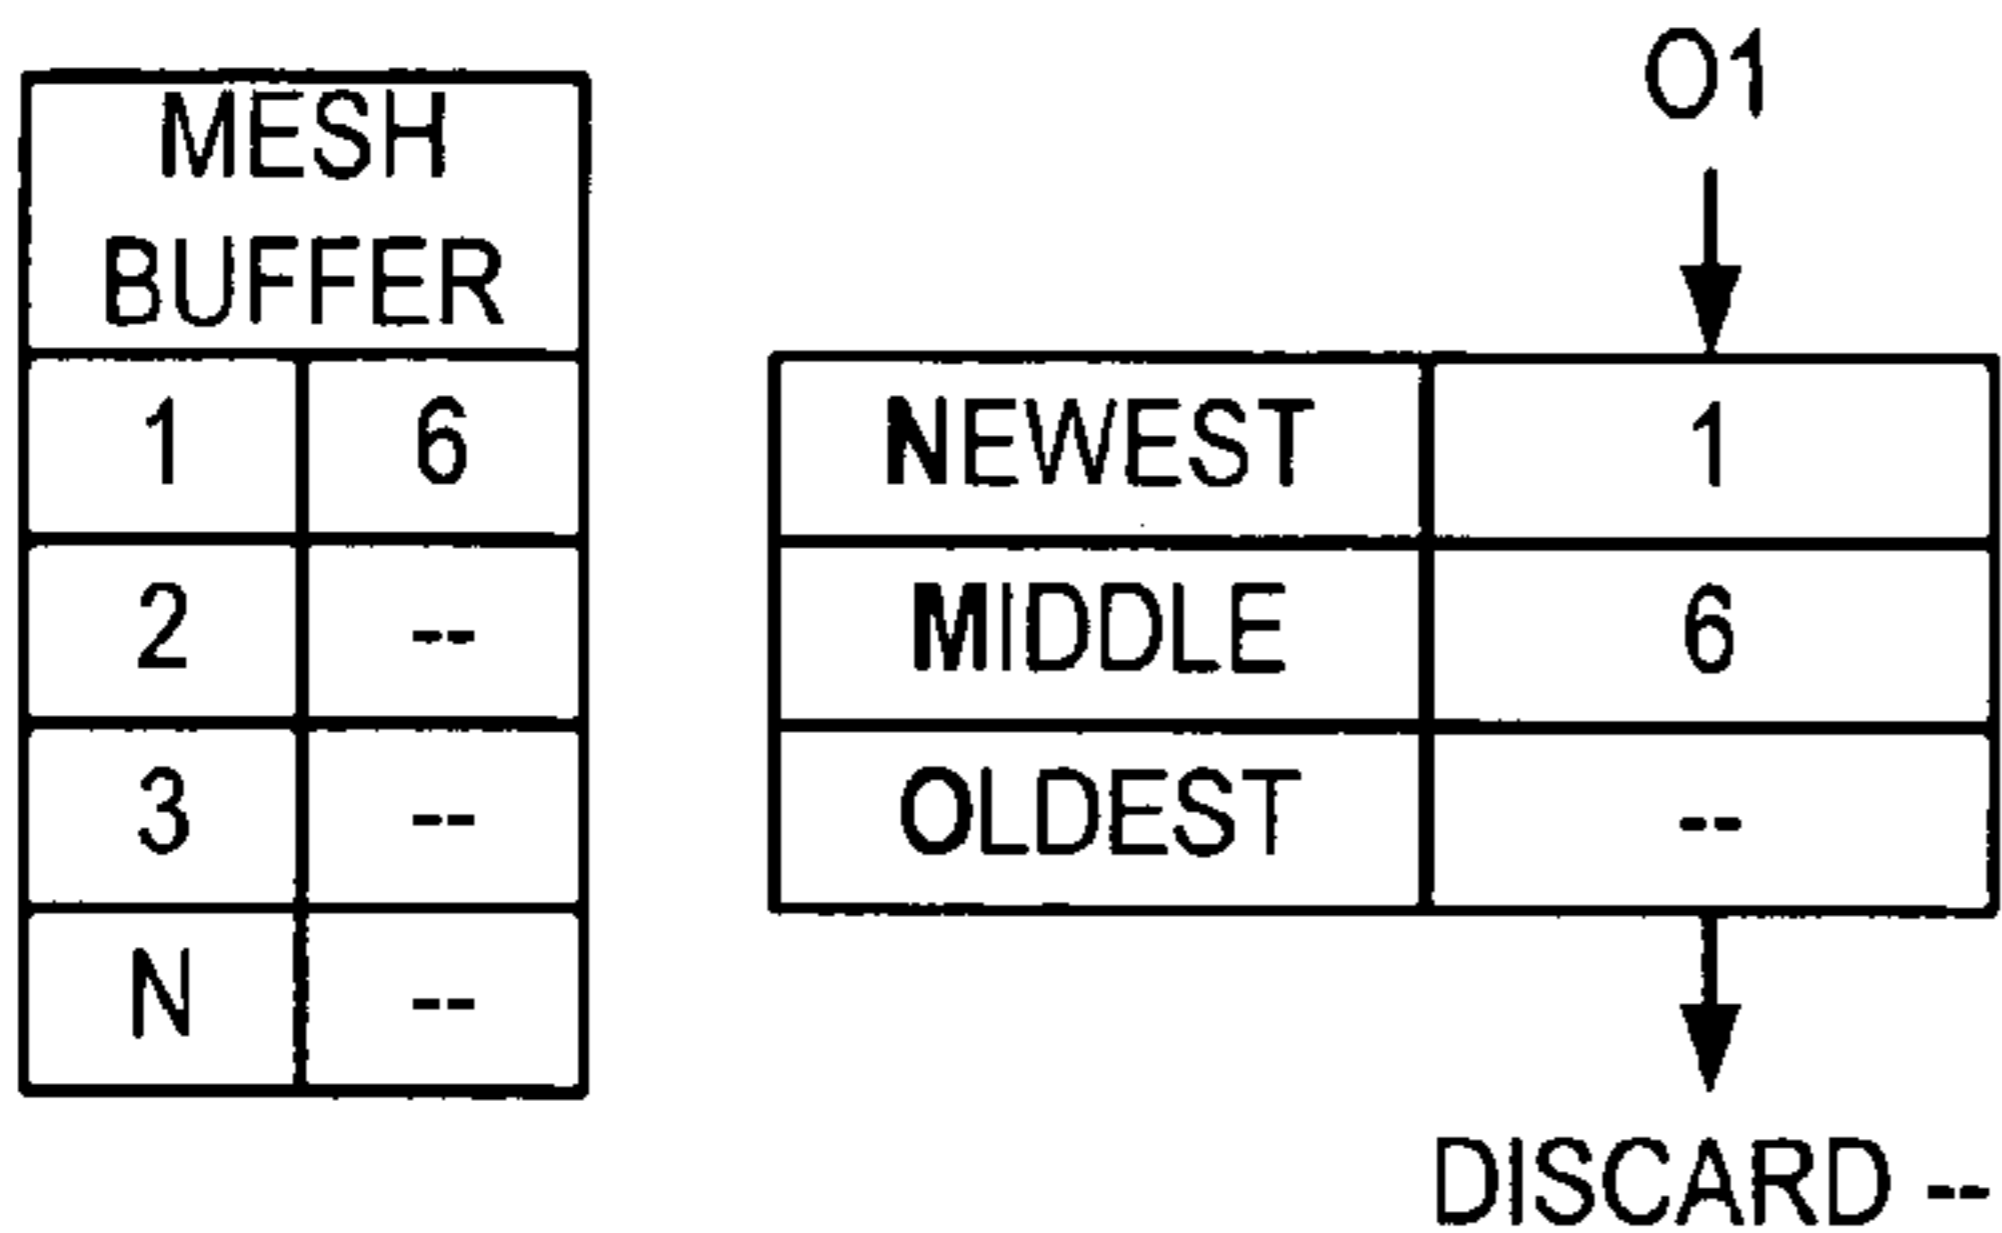 MESH
BUFFER
1 6
2 --
3 --
N --
O1
NEWEST 1
MIDDLE 6
OLDEST --
DISCARD --